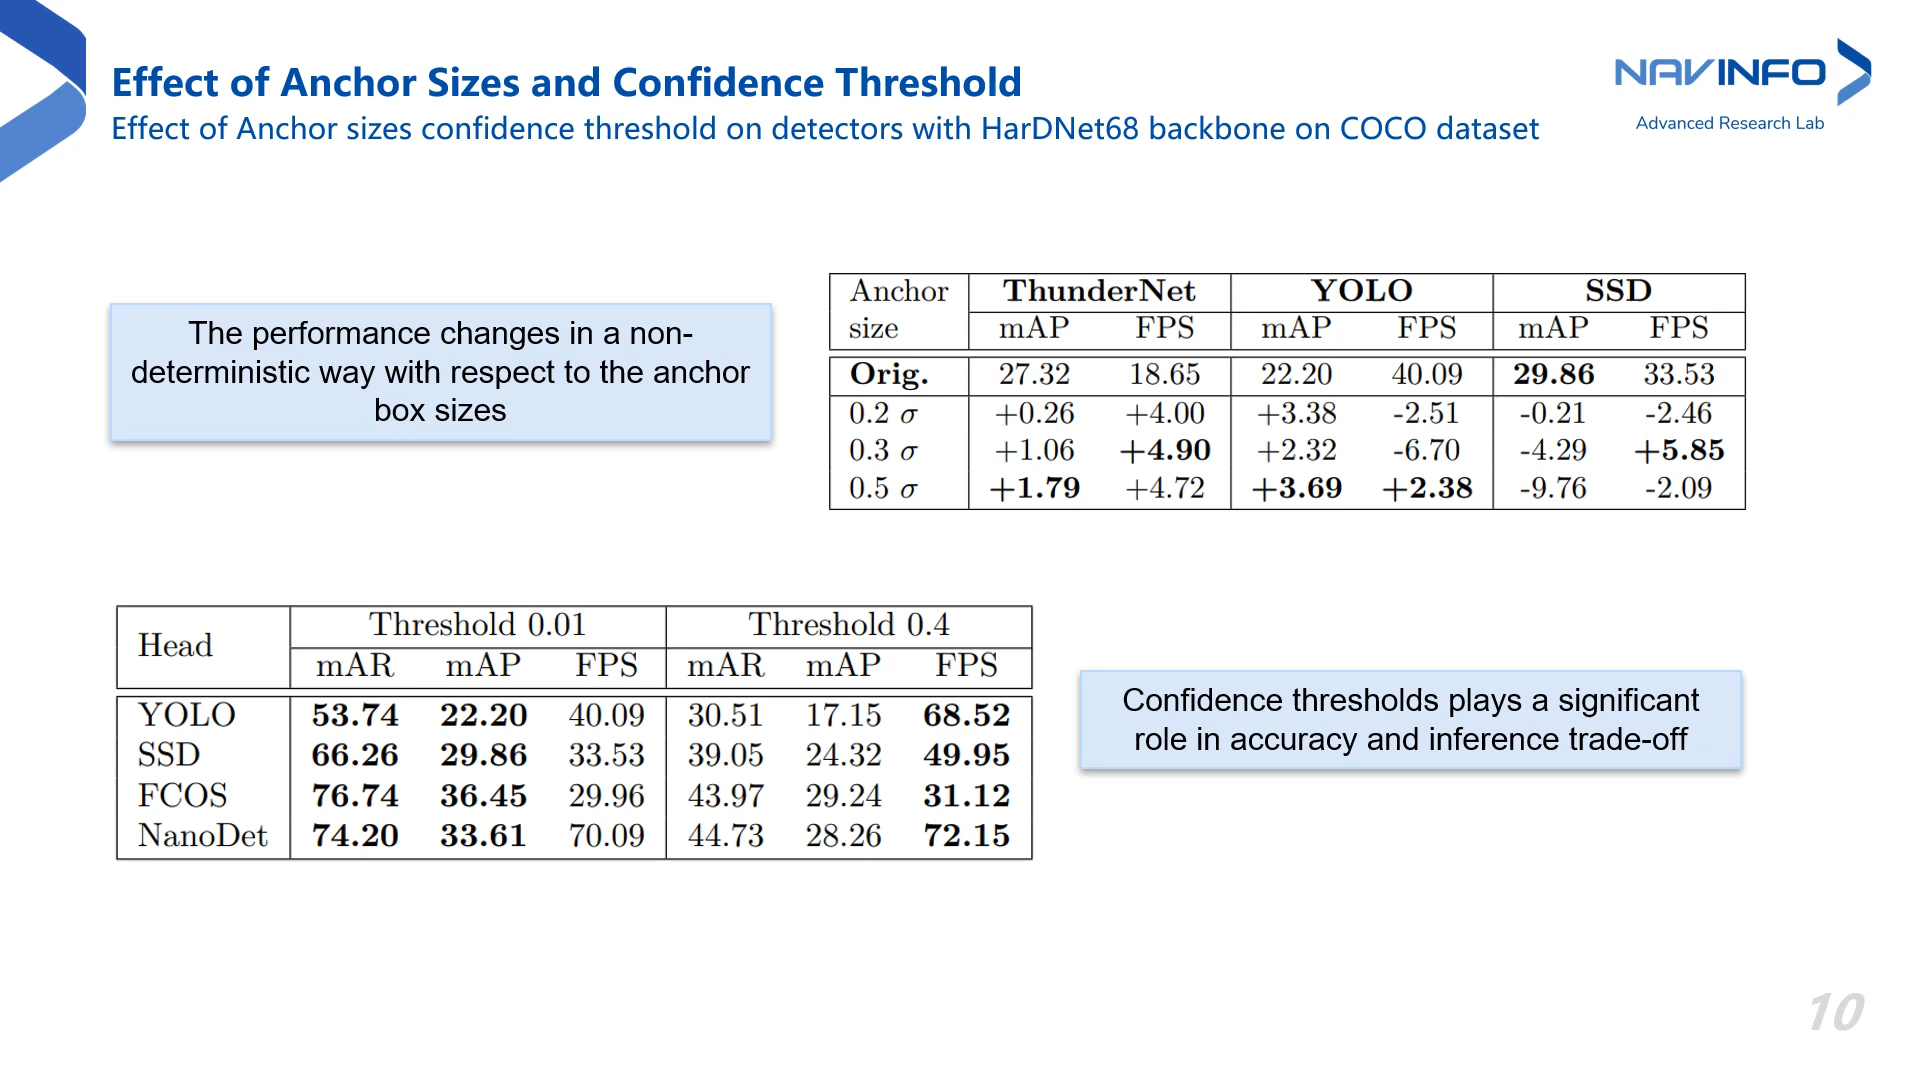 Effect of Anchor Sizes and Confidence Threshold
Effect of Anchor sizes confidence threshold on detectors with HarDNet68 backbone on COCO dataset
NAVINFO
Advanced Research Lab
The performance changes in a non-
deterministic way with respect to the anchor
box sizes
Anchor size ThunderNet YOLO SSD
mAP FPS mAP FPS mAP FPS
Orig. 27.32 18.65 22.20 40.09 29.86 33.53
0.2 σ +0.26 +4.00 +3.38 -2.51 -0.21 -2.46
0.3 σ +1.06 +4.90 +2.32 -6.70 -4.29 +5.85
0.5 σ +1.79 +4.72 +3.69 +2.38 -9.76 -2.09
Head Threshold 0.01 Threshold 0.4
mAR mAP FPS mAR mAP FPS
YOLO 53.74 22.20 40.09 30.51 17.15 68.52
SSD 66.26 29.86 33.53 39.05 24.32 49.95
FCOS 76.74 36.45 29.96 43.97 29.24 31.12
NanoDet 74.20 33.61 70.09 44.73 28.26 72.15
Confidence thresholds plays a significant
role in accuracy and inference trade-off
10